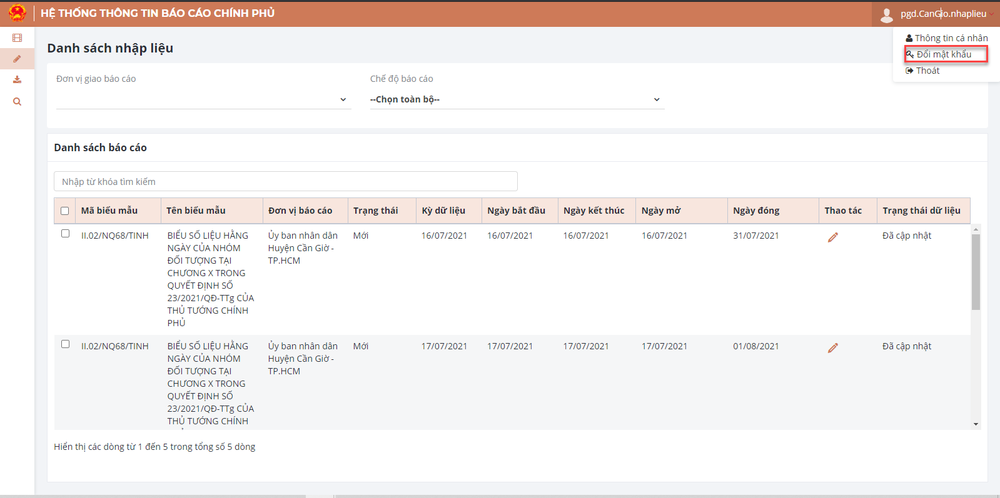 HỆ THỐNG THÔNG TIN BÁO CÁO CHÍNH PHỦ
pgd.CanGio.nhaplieu
Thông tin cá nhân
Đổi mật khẩu
Thoát
Danh sách nhập liệu
Đơn vị giao báo cáo
Chế độ báo cáo
--Chọn toàn bộ--
Danh sách báo cáo
Nhập từ khóa tìm kiếm
Mã biểu mẫu Tên biểu mẫu Đơn vị báo cáo Trạng thái Kỳ dữ liệu Ngày bắt đầu Ngày kết thúc Ngày mở Ngày đóng Thao tác Trạng thái dữ liệu
II.02/NQ68/TINH BIỂU SỐ LIỆU HẰNG Ủy ban nhân dân Mới 16/07/2021 16/07/2021 16/07/2021 16/07/2021 31/07/2021 Đã cập nhật
NGÀY CỦA NHÓM Huyện Cần Giờ -
ĐỐI TƯỢNG TẠI TP.HCM
CHƯƠNG X TRONG
QUYẾT ĐỊNH SỐ
23/2021/QĐ-TTg CỦA
THỦ TƯỚNG CHÍNH
PHỦ
II.02/NQ68/TINH BIỂU SỐ LIỆU HẰNG Ủy ban nhân dân Mới 17/07/2021 17/07/2021 17/07/2021 17/07/2021 01/08/2021 Đã cập nhật
NGÀY CỦA NHÓM Huyện Cần Giờ -
ĐỐI TƯỢNG TẠI TP.HCM
CHƯƠNG X TRONG
QUYẾT ĐỊNH SỐ
23/2021/QĐ-TTg CỦA
THỦ TƯỚNG CHÍNH
Hiển thị các dòng từ 1 đến 5 trong tổng số 5 dòng